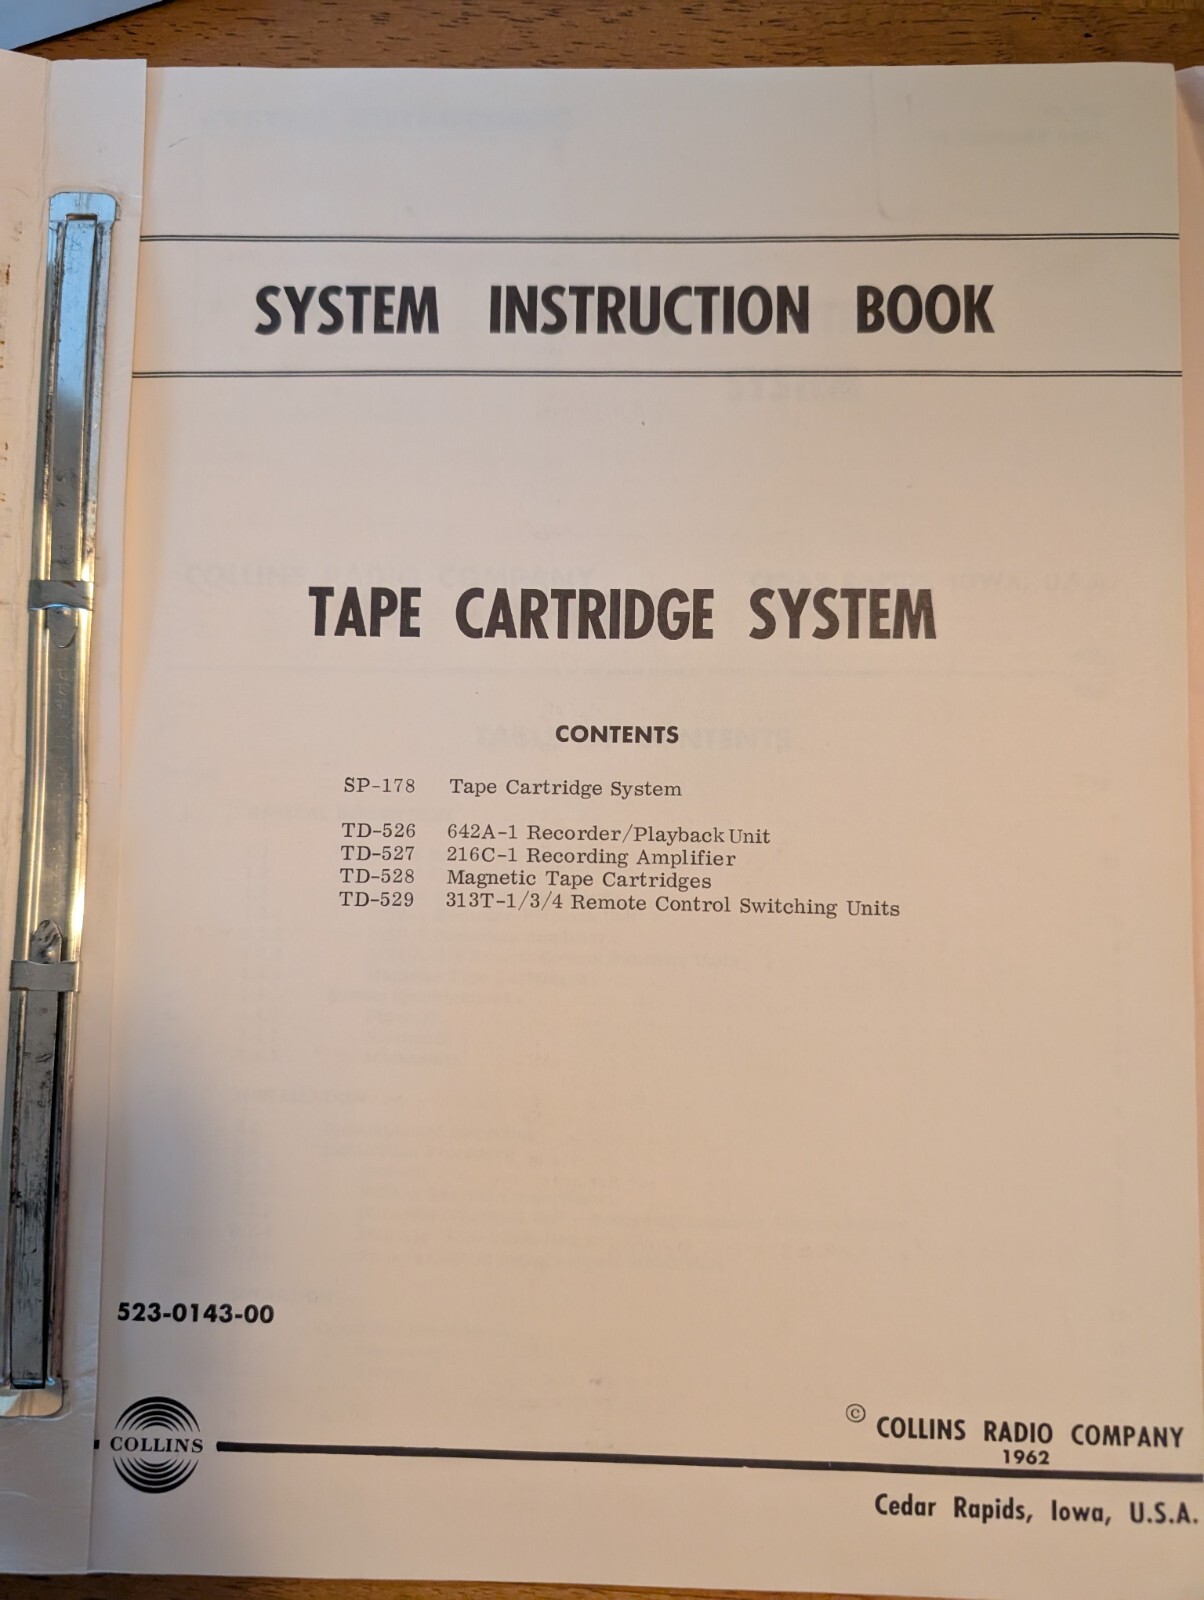 SYSTEM INSTRUCTION BOOK
TAPE CARTRIDGE SYSTEM
CONTENTS
SP-178 Tape Cartridge System
TD-526 642A-1 Recorder/Playback Unit
TD-527 216C-1 Recording Amplifier
TD-528 Magnetic Tape Cartridges
TD-529 313T-1/3/4 Remote Control Switching Units
523-0143-00
COLLINS
© COLLINS RADIO COMPANY
1962
Cedar Rapids, Iowa, U.S.A.